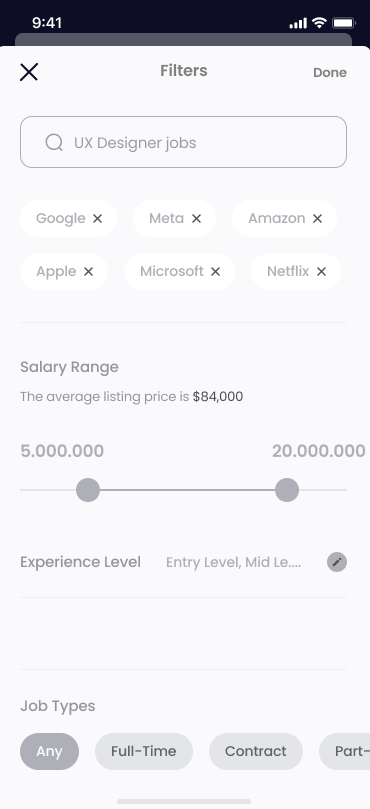 9:41
Filters
Done
UX Designer jobs
Google
Meta
Amazon
Apple
Microsoft
Netflix
Salary Range
The average listing price is $84,000
5.000.000
20.000.000
Experience Level
Entry Level, Mid Le....
Job Types
Any
Full-Time
Contract
Part-